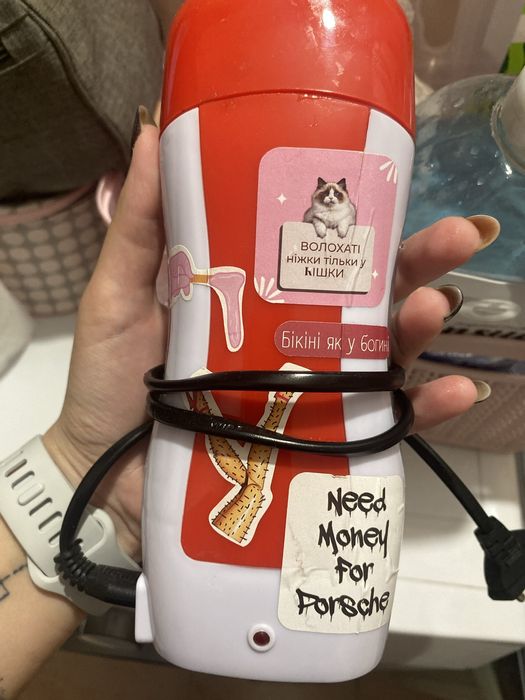 ВОЛОХАТІ
ніжки тільки у
кішки
Бікіні як у богині
Need
Money
For
Porsche